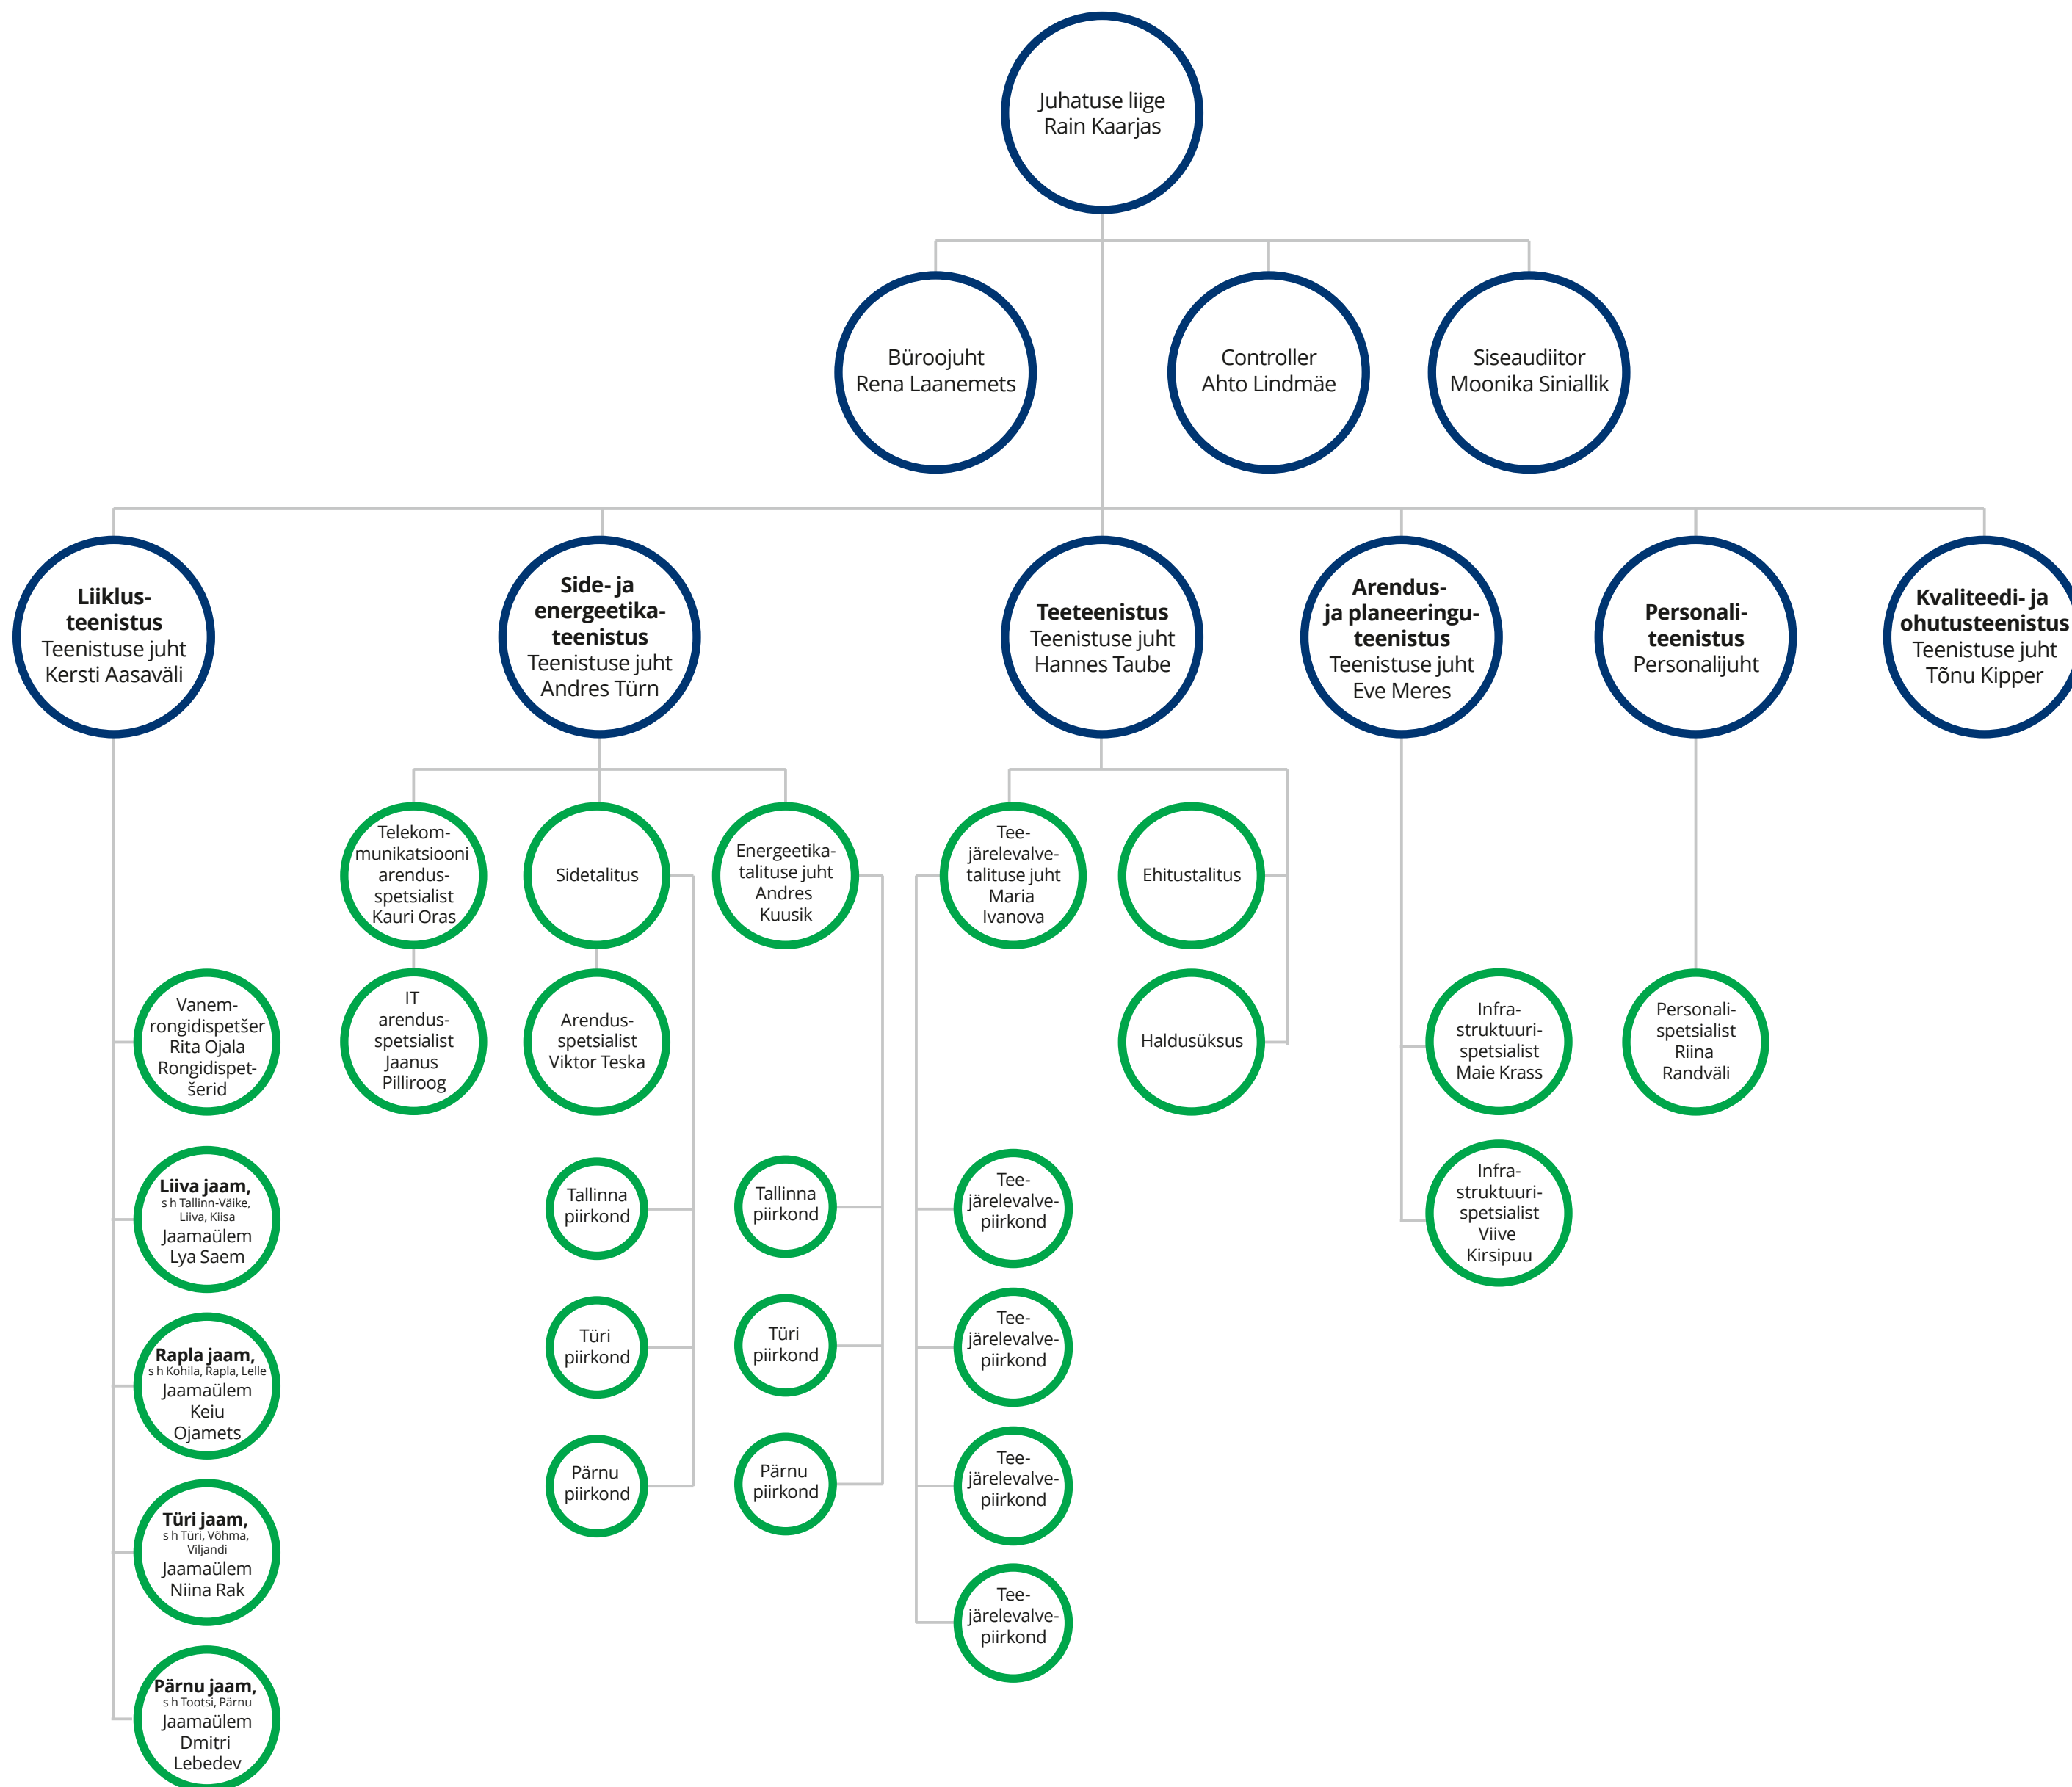 Juhatuse liige
Rain Kaarjas
Büroojuht
Rena Laanemets
Controller
Ahto Lindmäe
Siseaudiitor
Moonika Siniallik
Liiklus-
teenistus
Teenistuse juht
Kersti Aasaväli
Side- ja
energeetika-
teenistus
Teenistuse juht
Andres Türn
Teeteenistus
Teenistuse juht
Hannes Taube
Arendus-
ja planeeringu-
teenistus
Teenistuse juht
Eve Meres
Personali-
teenistus
Personalijuht
Kvaliteedi- ja
ohutusteenistus
Teenistuse juht
Tõnu Kipper
Telekom-
munikatsiooni
arendus-
spetsialist
Kauri Oras
Sidetalitus
Energeetika-
talituse juht
Andres
Kuusik
Tee-
järelevalve-
talituse juht
Maria
Ivanova
Ehitustalitus
Vanem-
rongidispetšer
Rita Ojala
Rongidispet-
šerid
IT
arendus-
spetsialist
Jaanus
Pilliroog
Arendus-
spetsialist
Viktor Teska
Haldusüksus
Infra-
struktuuri-
spetsialist
Maie Krass
Personali-
spetsialist
Riina
Randväli
Liiva jaam,
s h Tallinn-Väike,
Liiva, Kiisa
Jaamaülem
Lya Saem
Tallinna
piirkond
Tallinna
piirkond
Tee-
järelevalve-
piirkond
Infra-
struktuuri-
spetsialist
Viive
Kirsipuu
Rapla jaam,
s h Kohila, Rapla, Lelle
Jaamaülem
Keiu
Ojamets
Türi
piirkond
Türi
piirkond
Tee-
järelevalve-
piirkond
Türi jaam,
s h Türi, Võhma,
Viljandi
Jaamaülem
Niina Rak
Pärnu
piirkond
Pärnu
piirkond
Tee-
järelevalve-
piirkond
Tee-
järelevalve-
piirkond
Pärnu jaam,
s h Tootsi, Pärnu
Jaamaülem
Dmitri
Lebedev